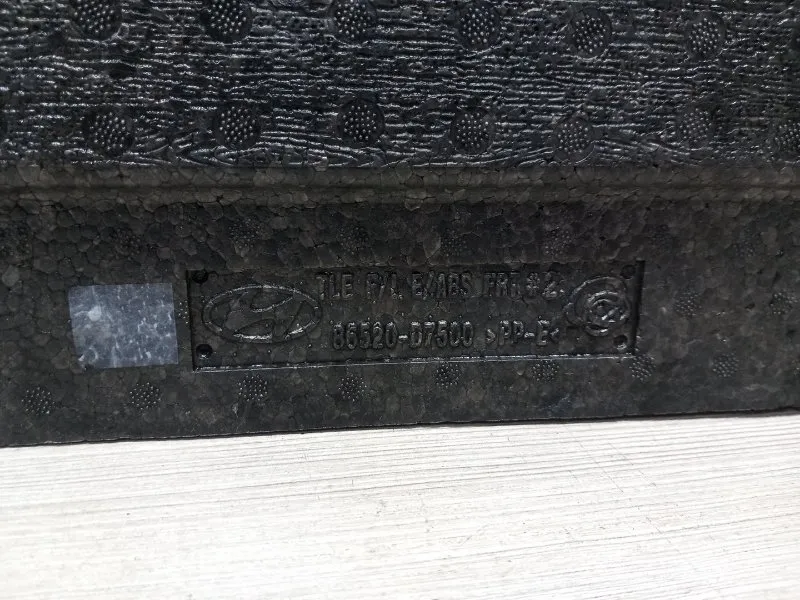 TLE F/L E/ABS FRT #2
86520-D7500 >PP-E<